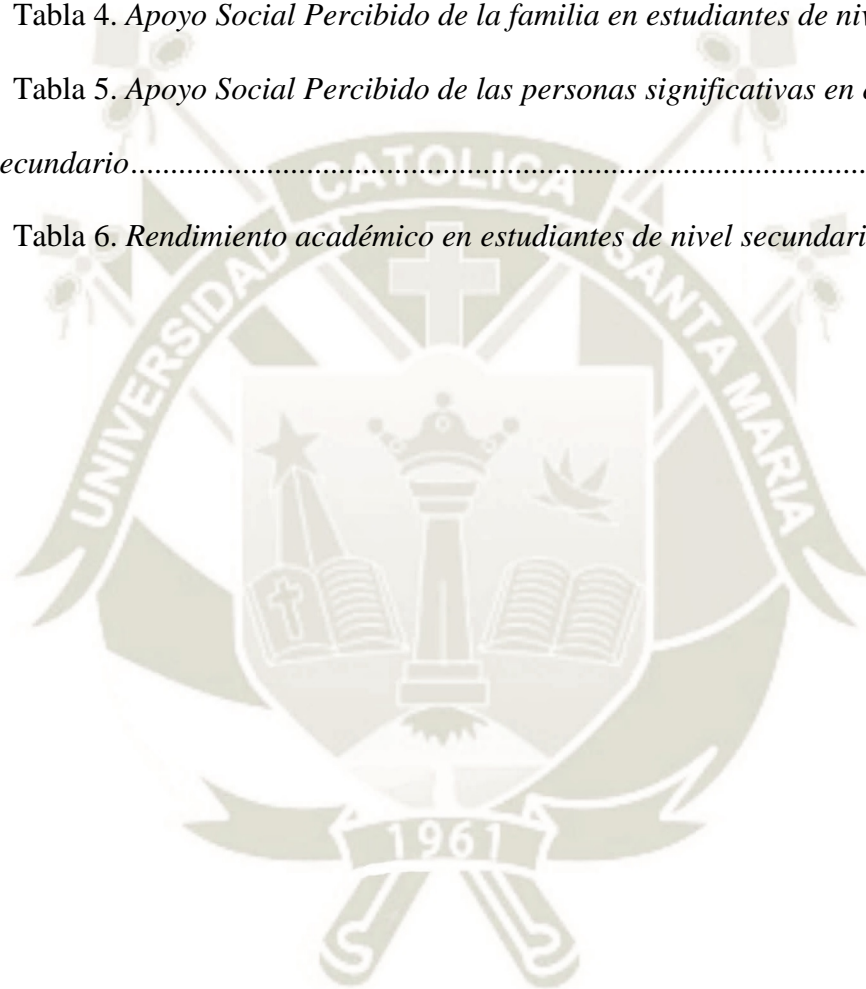 Tabla 4. Apoyo Social Percibido de la familia en estudiantes de
Tabla 5. Apoyo Social Percibido de las personas significativas en
ecundario..........................................................................................
Tabla 6. Rendimiento académico en estudiantes de nivel secundari
UNIVERSIDAD CATOLICA SANTA MARIA
1961
S S